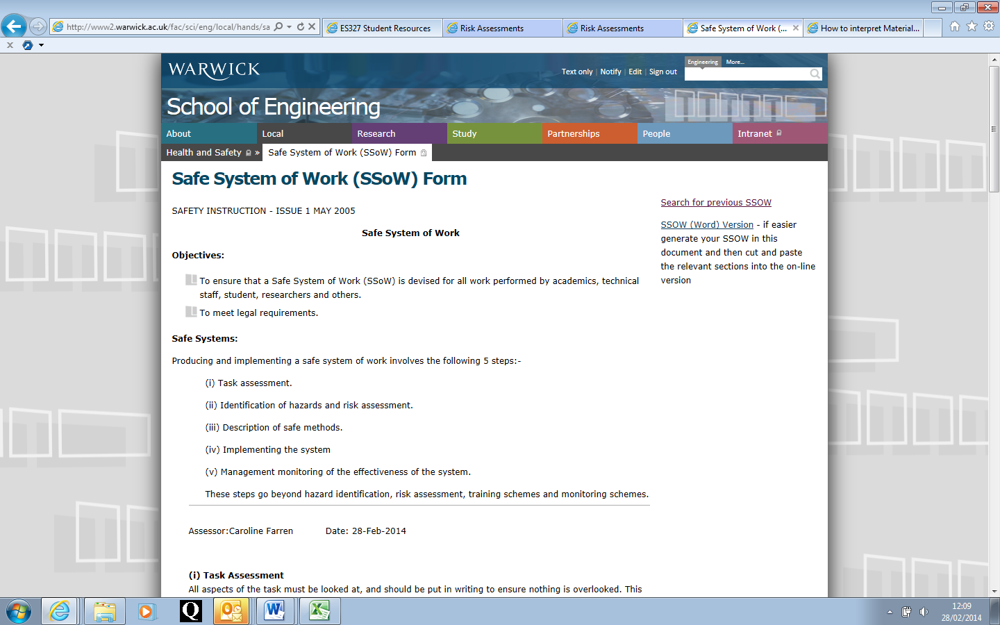 http://www2.warwick.ac.uk/fac/sci/eng/local/hands/sa
ES327 Student Resources
Risk Assessments
Risk Assessments
Safe System of Work (...
How to interpret Material...
WARWICK
Text only | Notify | Edit | Sign out
Engineering More...
School of Engineering
About Local Research Study Partnerships People Intranet
Health and Safety » Safe System of Work (SSoW) Form
Safe System of Work (SSoW) Form
SAFETY INSTRUCTION - ISSUE 1 MAY 2005
Safe System of Work
Objectives:
To ensure that a Safe System of Work (SSoW) is devised for all work performed by academics, technical
staff, student, researchers and others.
To meet legal requirements.
Safe Systems:
Producing and implementing a safe system of work involves the following 5 steps:-
(i) Task assessment.
(ii) Identification of hazards and risk assessment.
(iii) Description of safe methods.
(iv) Implementing the system
(v) Management monitoring of the effectiveness of the system.
These steps go beyond hazard identification, risk assessment, training schemes and monitoring schemes.
Assessor:Caroline Farren Date: 28-Feb-2014
(i) Task Assessment
All aspects of the task must be looked at, and should be put in writing to ensure nothing is overlooked. This
Search for previous SSOW
SSOW (Word) Version - if easier
generate your SSOW in this
document and then cut and paste
the relevant sections into the on-line
version
12:09
28/02/2014